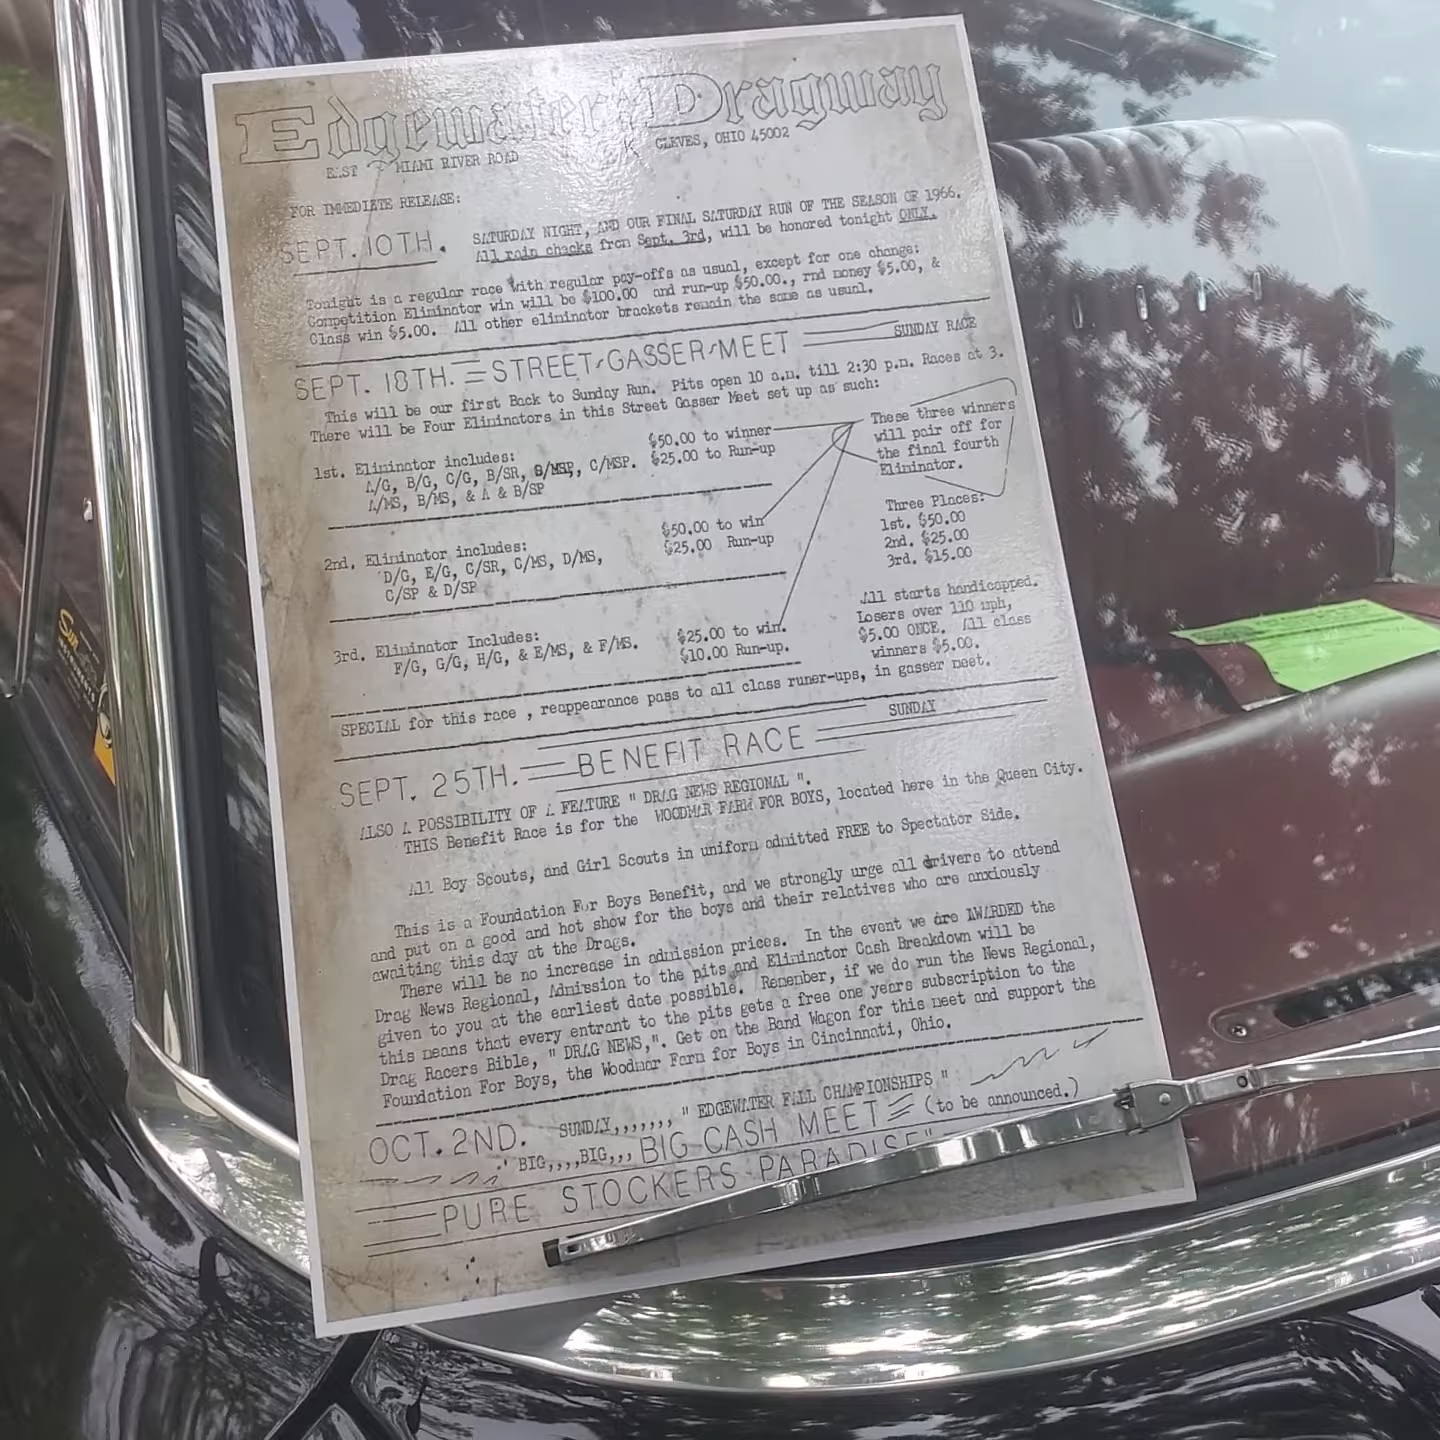 Edgewater Dragway
EAST MIAMI RIVER ROAD
CLEVES, OHIO 45002
FOR IMMEDIATE RELEASE:
SEPT. 10TH. SATURDAY NIGHT, AND OUR FINAL SATURDAY RUN OF THE SEASON OF 1966.
All rain chacks from Sept. 3rd, will be honored tonight ONLY.
Tonight is a regular race with regular pay-offs as usual, except for one change:
Competition Eliminator win will be $100.00 and run-up $50.00., rnd money $5.00, &
Class win $5.00. All other eliminator brackets remain the same as usual.
SEPT. 18TH. STREET-GASSER-MEET SUNDAY RACE
This will be our first Back to Sunday Run. Pits open 10 a.m. till 2:30 p.m. Races at 3.
There will be Four Eliminators in this Street Gasser Meet set up as such:
1st. Eliminator includes:
A/G, B/G, C/G, B/SR, B/MSP, C/MSP.
A/MS, B/MS, & A & B/SP
$50.00 to winner
$25.00 to Run-up
These three winners
will pair off for
the final fourth
Eliminator.
2nd. Eliminator includes:
D/G, E/G, C/SR, C/MS, D/MS,
C/SP & D/SP
$50.00 to win
$25.00 Run-up
Three Places:
1st. $50.00
2nd. $25.00
3rd. $15.00
3rd. Eliminator Includes:
F/G, G/G, H/G, & E/MS, & F/MS.
$25.00 to win.
$10.00 Run-up.
All starts handicapped.
Losers over 110 mph,
$5.00 ONCE. All class
winners $5.00.
SPECIAL for this race , reappearance pass to all class runer-ups, in gasser meet.
SEPT. 25TH. BENEFIT RACE SUNDAY
ALSO A POSSIBILITY OF A FEATURE " DRAG NEWS REGIONAL ".
THIS Benefit Race is for the WOODMAR FARM FOR BOYS, located here in the Queen City.
All Boy Scouts, and Girl Scouts in uniform admitted FREE to Spectator Side.
This is a Foundation For Boys Benefit, and we strongly urge all drivers to attend
and put on a good and hot show for the boys and their relatives who are anxiously
awaiting this day at the Drags.
There will be no increase in admission prices. In the event we are AWARDED the
Drag News Regional, Admission to the pits and Eliminator Cash Breakdown will be
given to you at the earliest date possible. Remember, if we do run the News Regional,
this means that every entrant to the pits gets a free one years subscription to the
Drag Racers Bible, " DRAG NEWS,". Get on the Band Wagon for this meet and support the
Foundation For Boys, the Woodmar Farm for Boys in Cincinnati, Ohio.
OCT. 2ND. SUNDAY,,,,,,, " EDGEWATER FALL CHAMPIONSHIPS "
" BIG,,,,BIG,,, BIG CASH MEET (to be announced.)
PURE STOCKERS PARADISE"
Sun